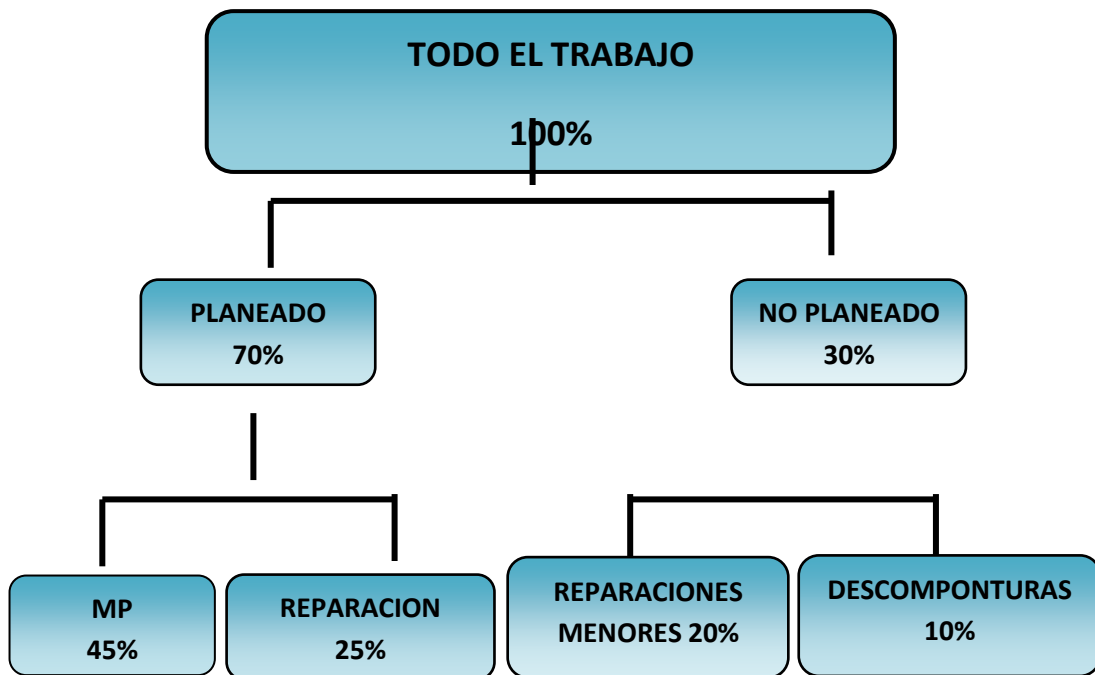 TODO EL TRABAJO
100%
PLANEADO
70%
NO PLANEADO
30%
MP
45%
REPARACION
25%
REPARACIONES
MENORES 20%
DESCOMPONTURAS
10%